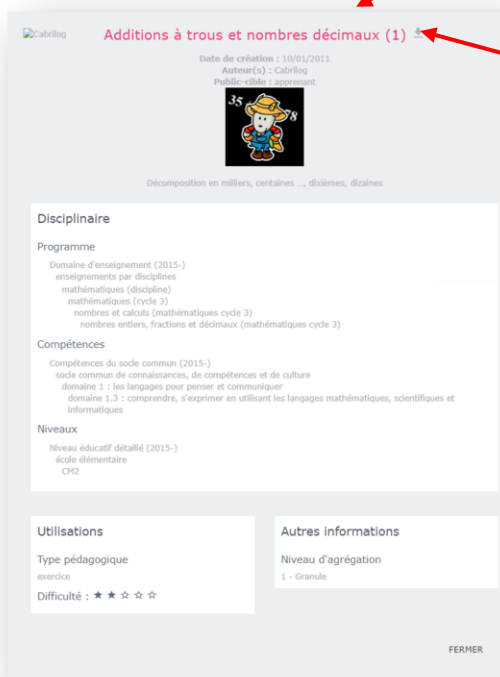 Cabrilog
Additions à trous et nombres décimaux (1)
Date de création : 10/01/2011
Auteur(s) : Cabrilog
Public-cible : apprenant
35 78
Décomposition en milliers, centaines ..., dixièmes, dizaines
Disciplinaire
Programme
Domaine d'enseignement (2015-)
enseignements par disciplines
mathématiques (discipline)
mathématiques (cycle 3)
nombres et calculs (mathématiques cycle 3)
nombres entiers, fractions et décimaux (mathématiques cycle 3)
Compétences
Compétences du socle commun (2015-)
socle commun de connaissances, de compétences et de culture
domaine 1 : les langages pour penser et communiquer
domaine 1.3 : comprendre, s'exprimer en utilisant les langages mathématiques, scientifiques et
informatiques
Niveaux
Niveau éducatif détaillé (2015-)
école élémentaire
CM2
Utilisations
Type pédagogique
exercice
Difficulté : ★ ★ ☆ ☆ ☆
Autres informations
Niveau d'agrégation
1 - Granule
FERMER